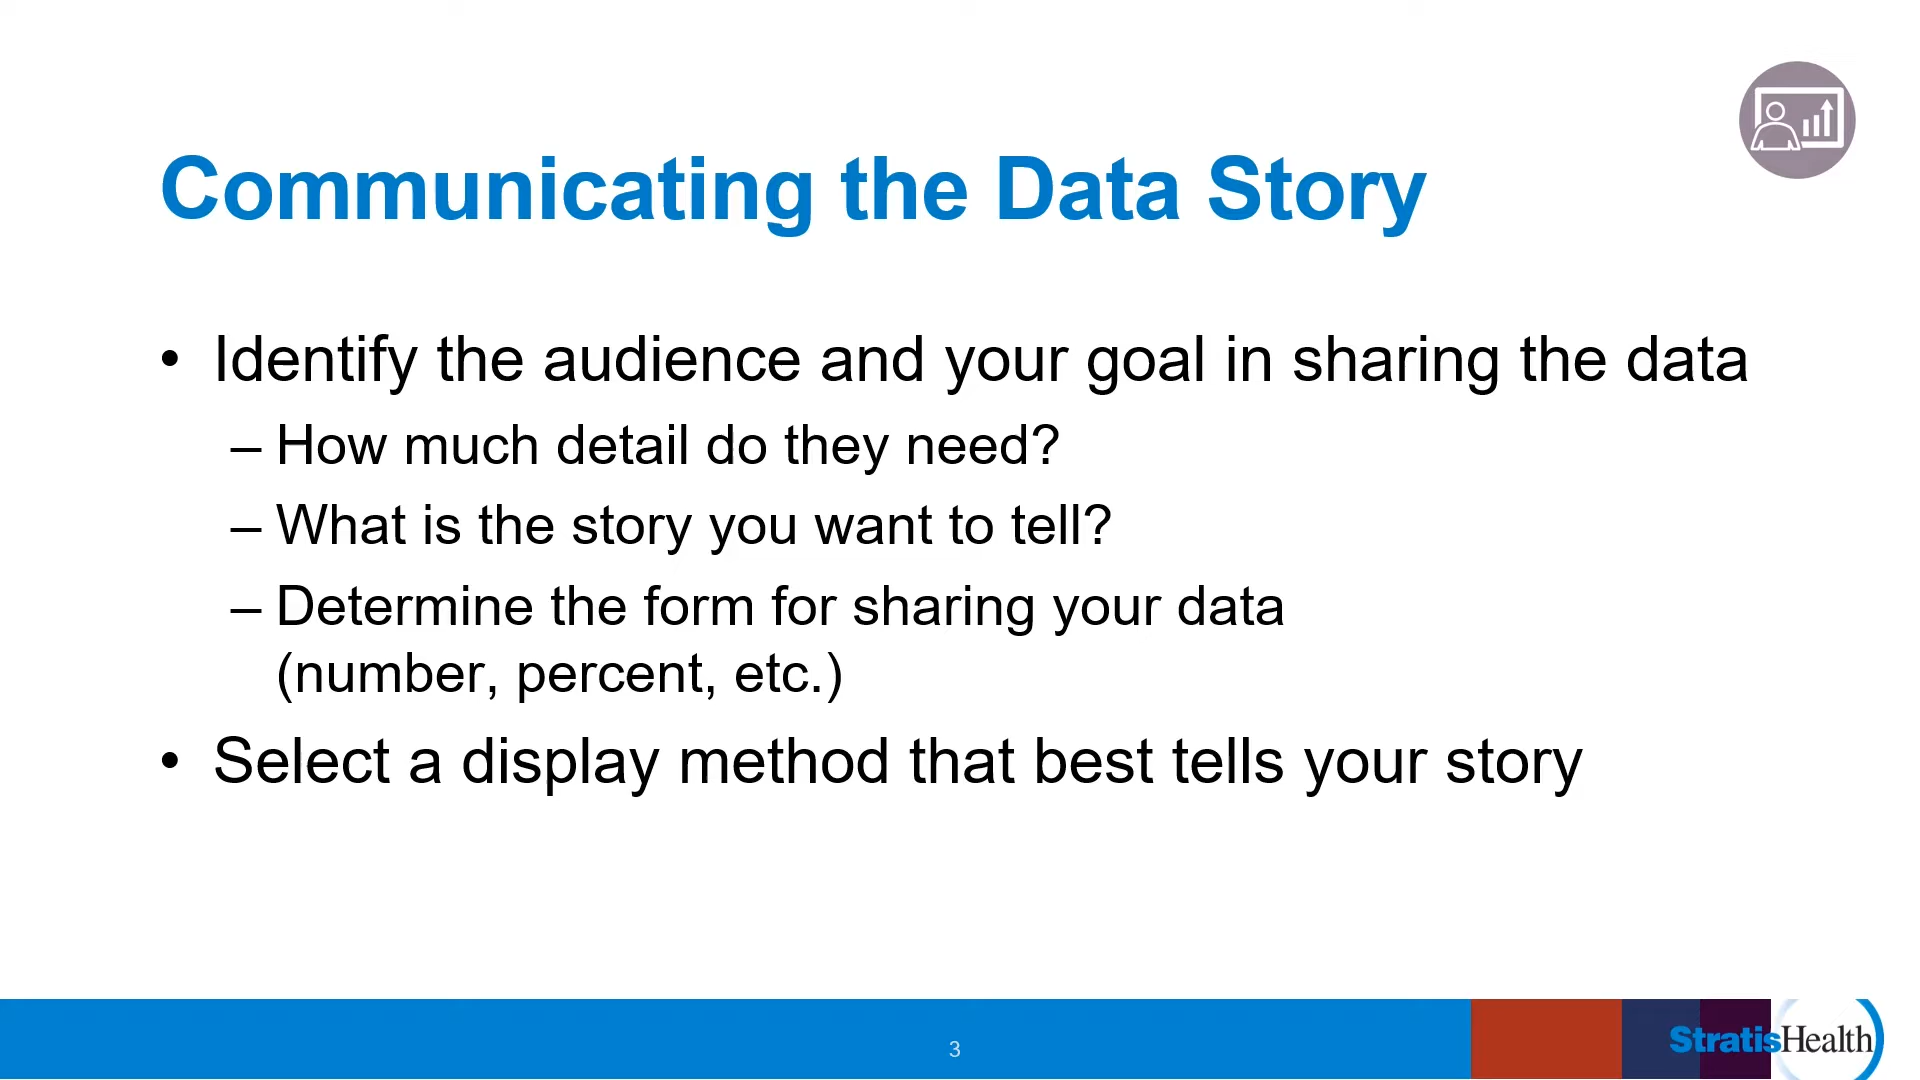 Communicating the Data Story
• Identify the audience and your goal in sharing the data
– How much detail do they need?
– What is the story you want to tell?
– Determine the form for sharing your data
(number, percent, etc.)
• Select a display method that best tells your story
3
StratisHealth